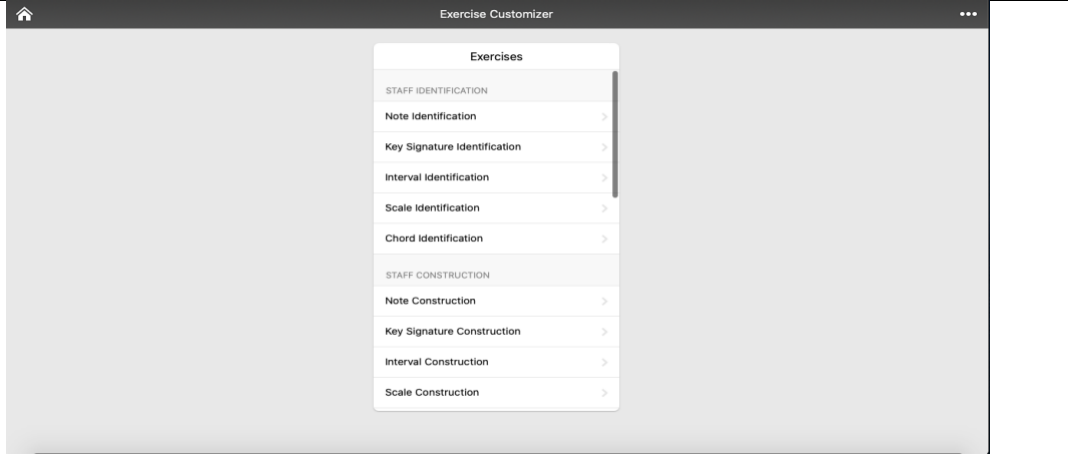 Exercise Customizer
Exercises
STAFF IDENTIFICATION
Note Identification
Key Signature Identification
Interval Identification
Scale Identification
Chord Identification
STAFF CONSTRUCTION
Note Construction
Key Signature Construction
Interval Construction
Scale Construction